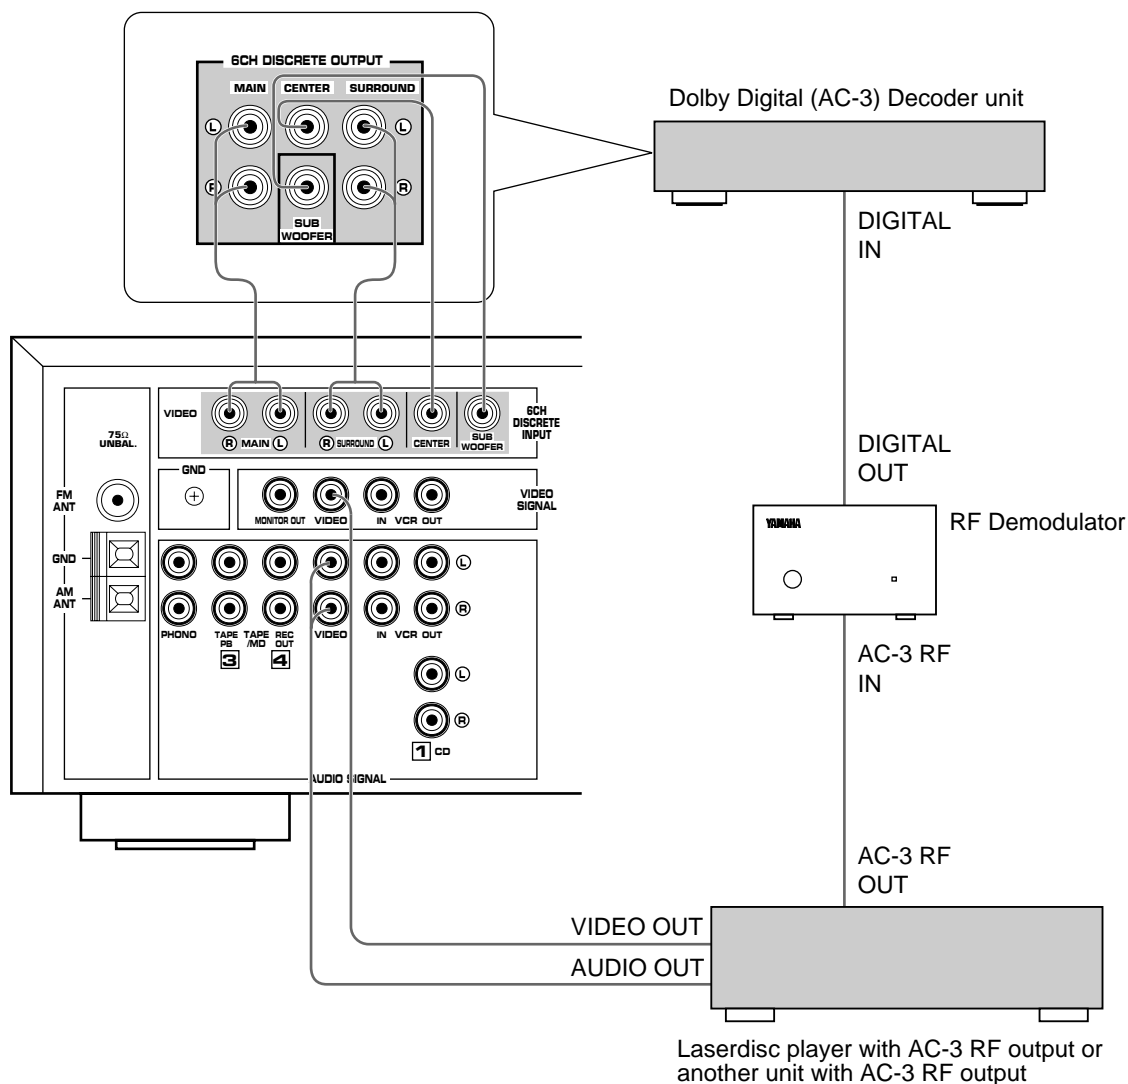 6CH DISCRETE OUTPUT
MAIN CENTER SURROUND
L L
R R
SUB
WOOFER
Dolby Digital (AC-3) Decoder unit
DIGITAL
IN
DIGITAL
OUT
YAMAHA
RF Demodulator
AC-3 RF
IN
AC-3 RF
OUT
VIDEO
R MAIN L
R SURROUND L
CENTER
SUB
WOOFER
6CH
DISCRETE
INPUT
75Ω
UNBAL.
GND
FM
ANT
GND
AM
ANT
MONITOR OUT VIDEO IN VCR OUT
VIDEO
SIGNAL
L
R
PHONO
TAPE
PB
3
TAPE
/MD
REC
OUT
4
VIDEO
IN VCR OUT
L
R
1 CD
AUDIO SIGNAL
VIDEO OUT
AUDIO OUT
Laserdisc player with AC-3 RF output or
another unit with AC-3 RF output